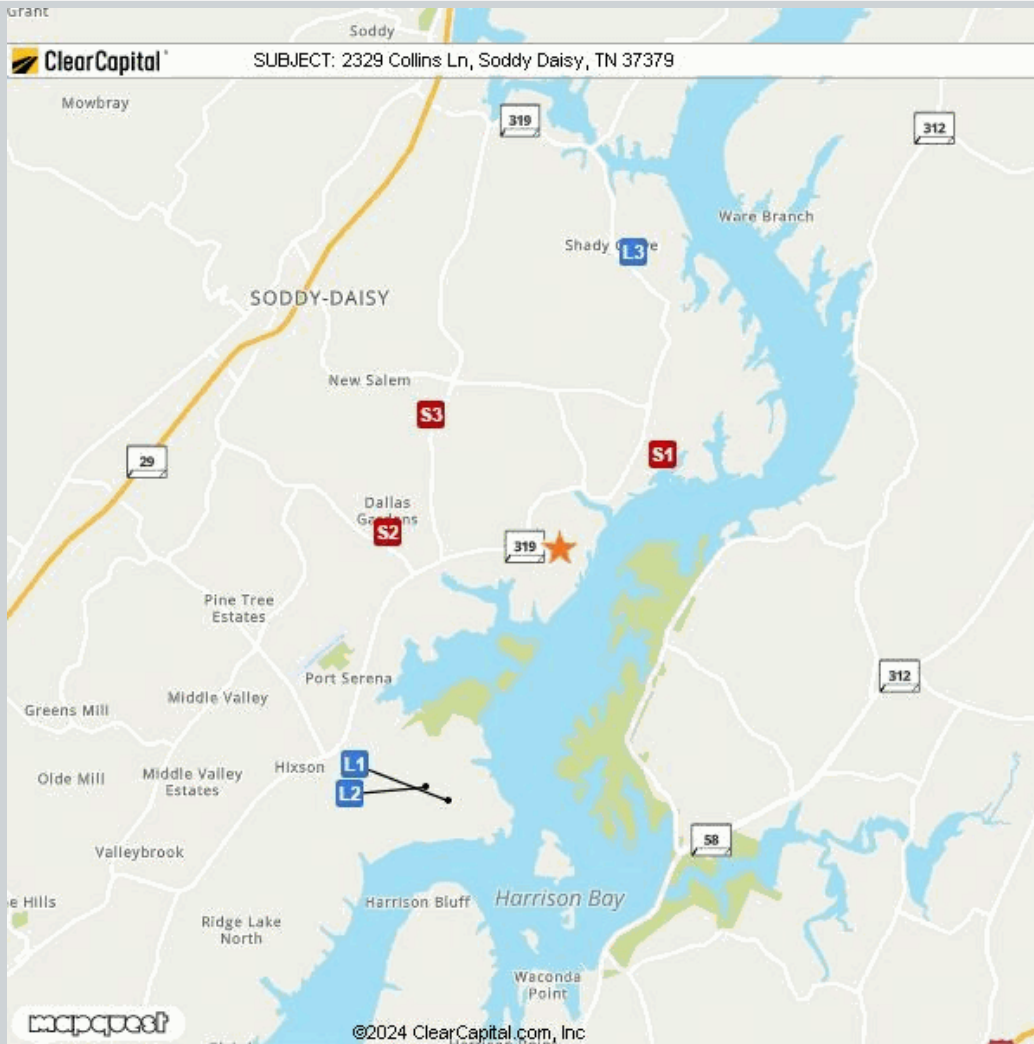 Grant
Soddy
ClearCapital
SUBJECT: 2329 Collins Ln, Soddy Daisy, TN 37379
Mowbray
319
312
Ware Branch
Shady
L3
SODDY-DAISY
New Salem
S3
29
S1
Dallas
Gardens
S2
319
Pine Tree
Estates
Port Serena
312
Middle Valley
Greens Mill
L1
Hixson
Olde Mill
Middle Valley
Estates
L2
58
Valleybrook
e Hills
Harrison Bluff
Harrison Bay
Ridge Lake
North
Waconda
Point
mapquest
©2024 ClearCapital.com, Inc